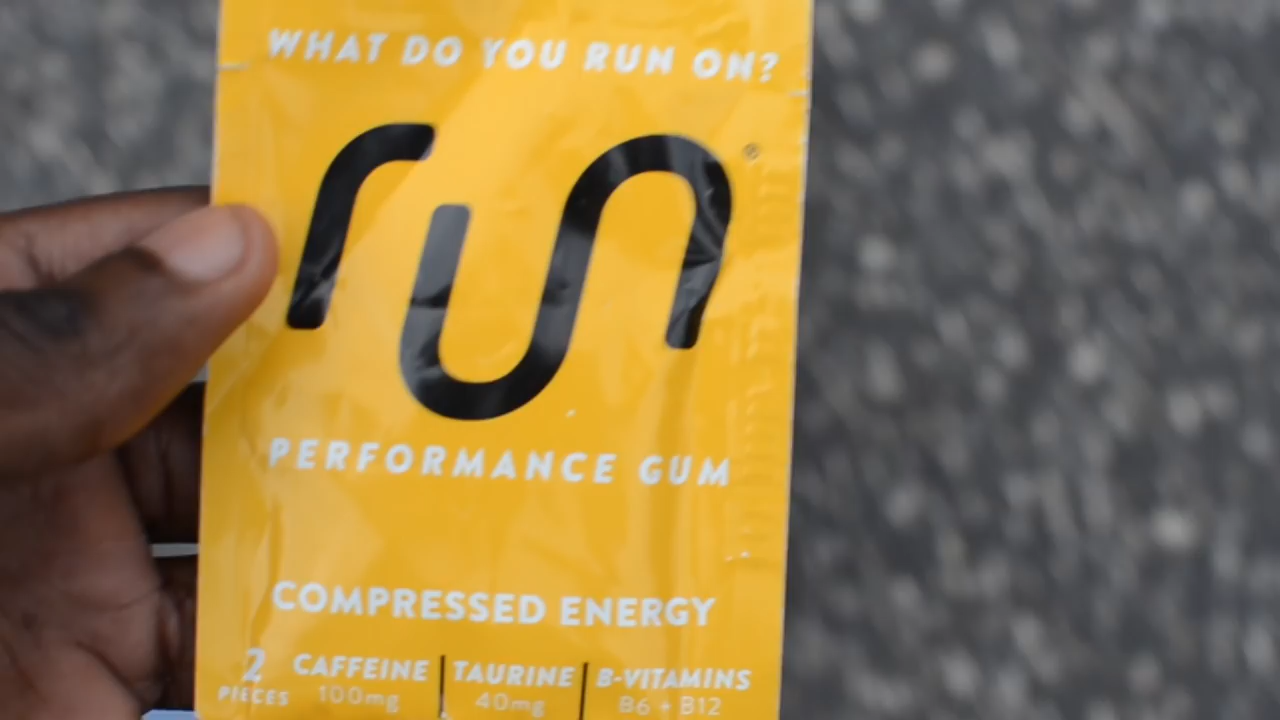 WHAT DO YOU RUN ON?
run®
PERFORMANCE GUM
COMPRESSED ENERGY
2 PIECES
CAFFEINE 100mg
TAURINE 40mg
B-VITAMINS B6 + B12